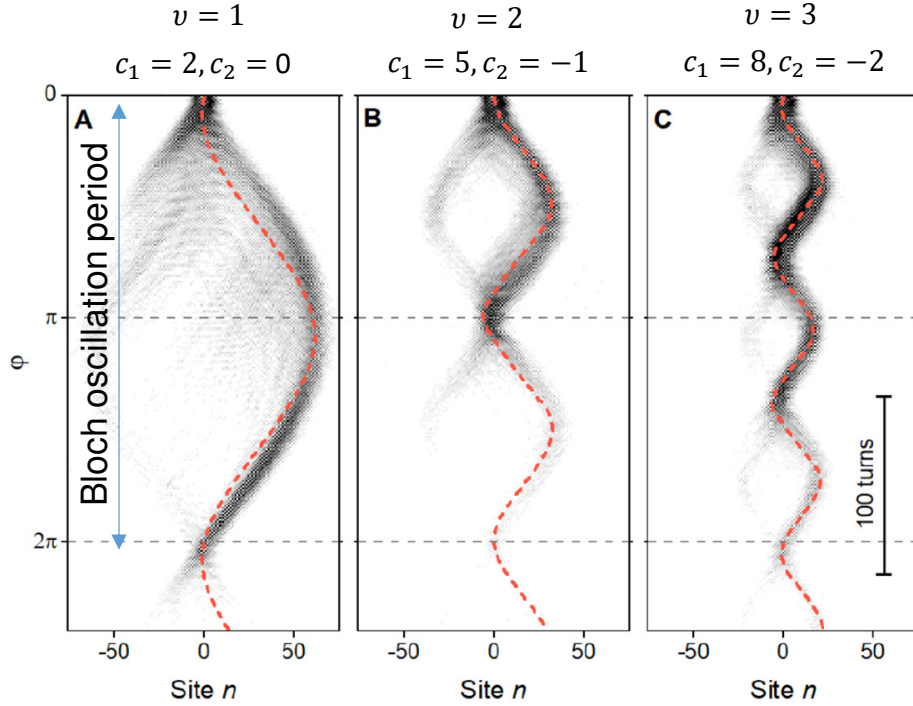 υ = 1
c₁ = 2, c₂ = 0
υ = 2
c₁ = 5, c₂ = −1
υ = 3
c₁ = 8, c₂ = −2
A
B
C
0
π
2π
φ
Bloch oscillation period
100 turns
-50 0 50
-50 0 50
-50 0 50
Site n
Site n
Site n